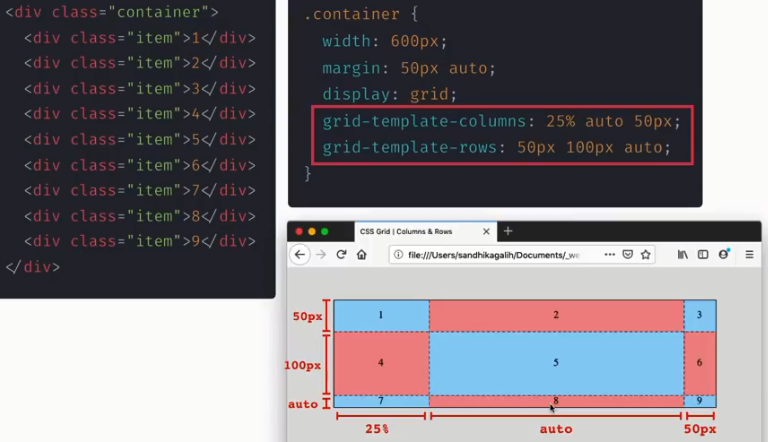 <div class="container">
<div class="item">1</div>
<div class="item">2</div>
<div class="item">3</div>
<div class="item">4</div>
<div class="item">5</div>
<div class="item">6</div>
<div class="item">7</div>
<div class="item">8</div>
<div class="item">9</div>
</div>
.container {
width: 600px;
margin: 50px auto;
display: grid;
grid-template-columns: 25% auto 50px;
grid-template-rows: 50px 100px auto;
}
CSS Grid | Columns & Rows
file:///Users/sandhikagalih/Documents/_we
50px 1 2 3
100px 4 5 6
auto 7 8 9
25% auto 50px